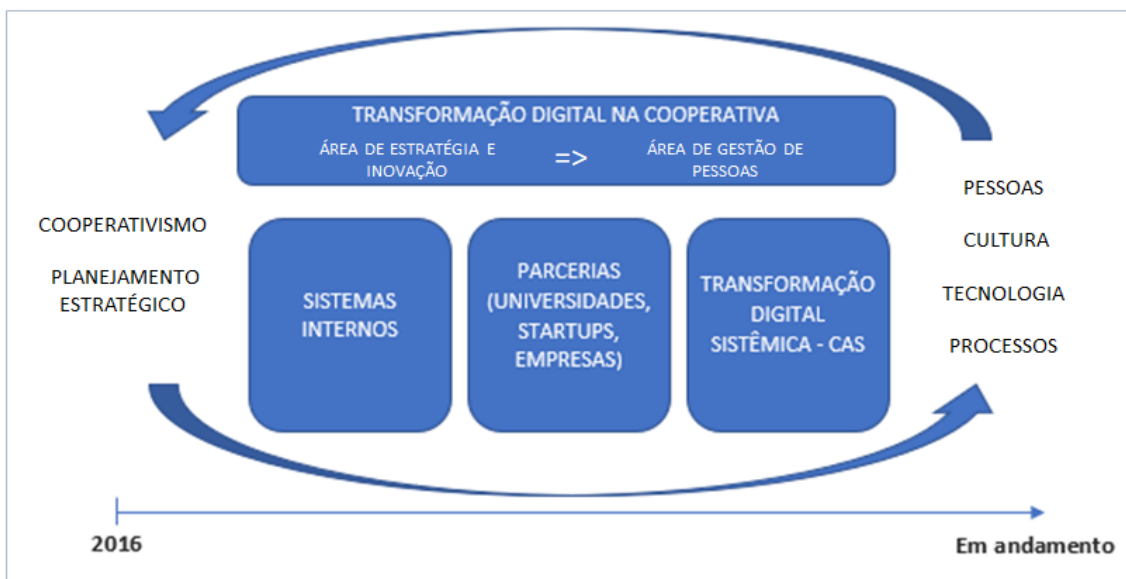 TRANSFORMAÇÃO DIGITAL NA COOPERATIVA
ÁREA DE ESTRATÉGIA E
INOVAÇÃO
=>
ÁREA DE GESTÃO DE
PESSOAS
COOPERATIVISMO
PLANEJAMENTO
ESTRATÉGICO
SISTEMAS
INTERNOS
PARCERIAS
(UNIVERSIDADES,
STARTUPS,
EMPRESAS)
TRANSFORMAÇÃO
DIGITAL
SISTÊMICA - CAS
PESSOAS
CULTURA
TECNOLOGIA
PROCESSOS
2016
Em andamento